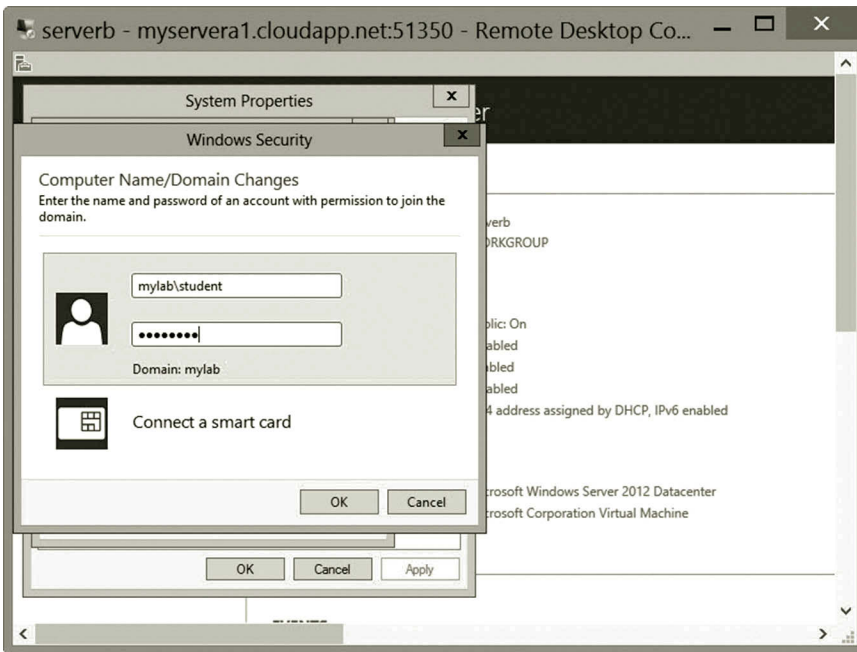 serverb - myservera1.cloudapp.net:51350 - Remote Desktop Co...
System Properties
Windows Security
Computer Name/Domain Changes
Enter the name and password of an account with permission to join the
domain.
mylab\student
●●●●●●●●
Domain: mylab
Connect a smart card
OK Cancel
OK Cancel Apply
er
verb
ORKGROUP
blic: On
abled
abled
abled
4 address assigned by DHCP, IPv6 enabled
crosoft Windows Server 2012 Datacenter
crosoft Corporation Virtual Machine